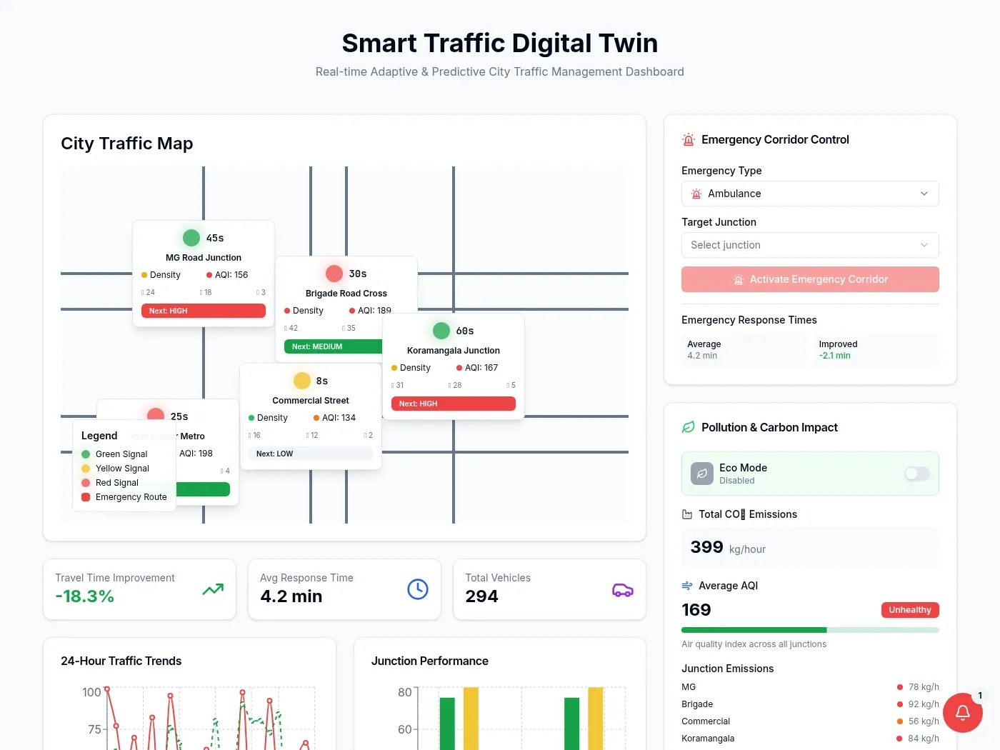 Smart Traffic Digital Twin
Real-time Adaptive & Predictive City Traffic Management Dashboard
City Traffic Map
45s
MG Road Junction
Density
AQI: 156
24
18
3
Next: HIGH
30s
Brigade Road Cross
Density
AQI: 189
42
35
Next: MEDIUM
60s
Koramangala Junction
Density
AQI: 167
31
28
5
Next: HIGH
8s
Commercial Street
Density
AQI: 134
16
12
2
Next: LOW
25s
Indiranagar Metro
AQI: 198
4
Legend
Green Signal
Yellow Signal
Red Signal
Emergency Route
Travel Time Improvement
-18.3%
Avg Response Time
4.2 min
Total Vehicles
294
24-Hour Traffic Trends
100
75
Junction Performance
80
60
Emergency Corridor Control
Emergency Type
Ambulance
Target Junction
Select junction
Activate Emergency Corridor
Emergency Response Times
Average
4.2 min
Improved
-2.1 min
Pollution & Carbon Impact
Eco Mode
Disabled
Total CO Emissions
399 kg/hour
Average AQI
169
Unhealthy
Air quality index across all junctions
Junction Emissions
MG
78 kg/h
Brigade
92 kg/h
Commercial
56 kg/h
Koramangala
84 kg/h
1